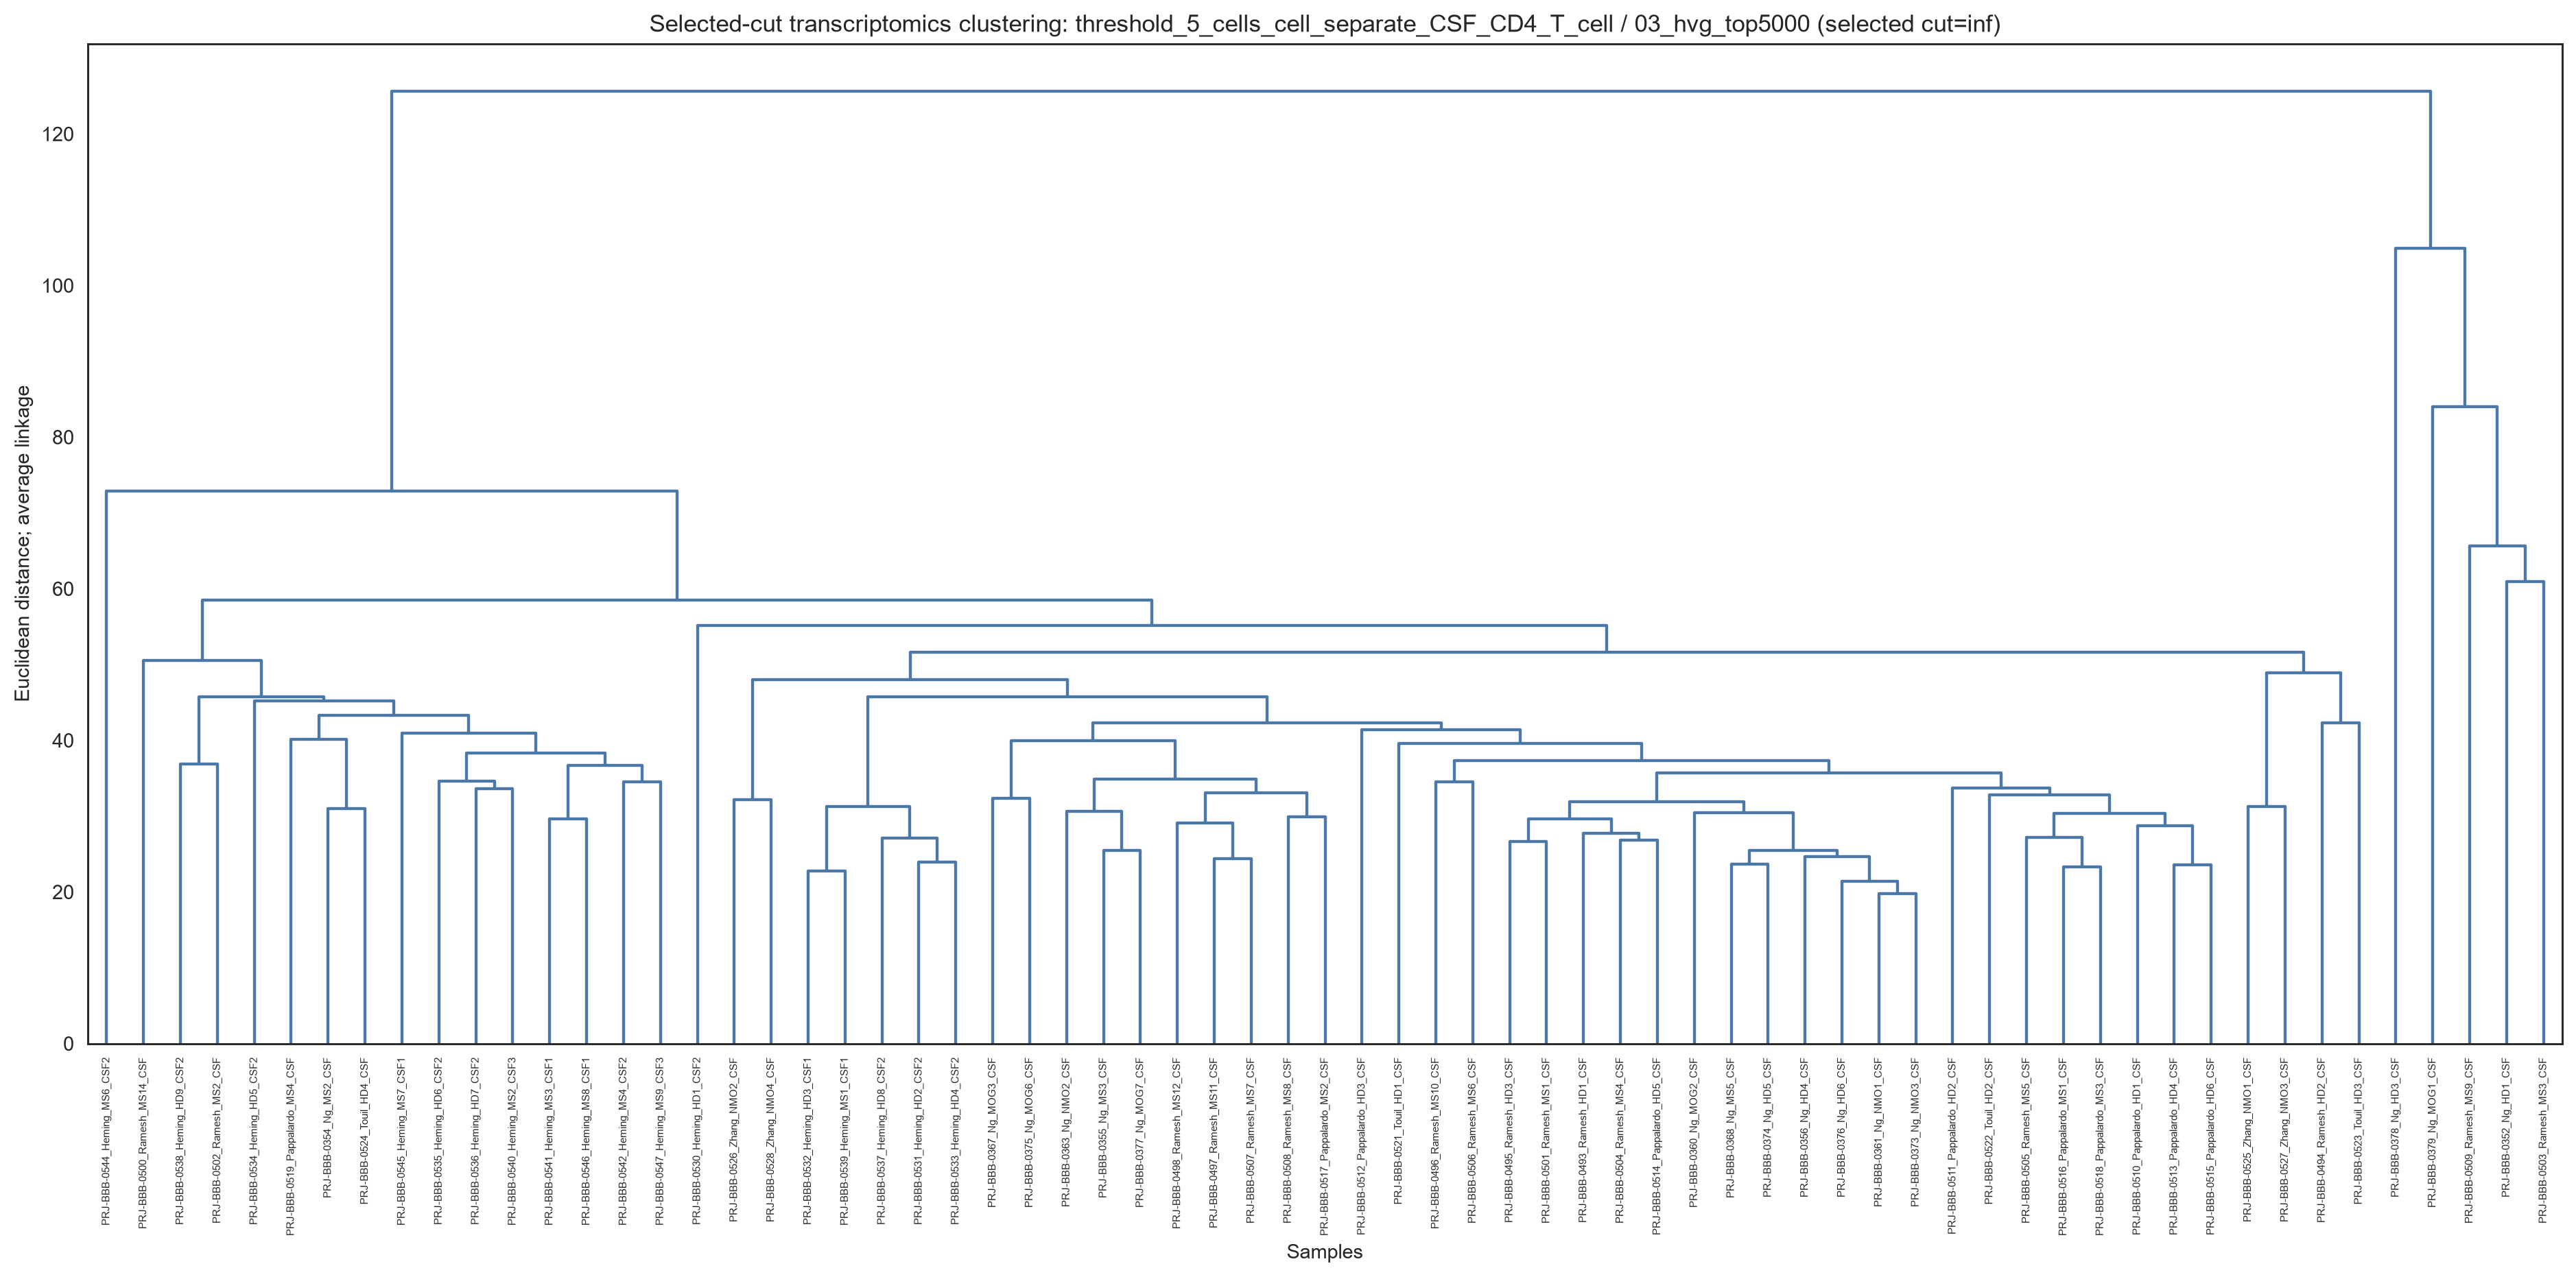 Selected-cut transcriptomics clustering: threshold_5_cells_cell_separate_CSF_CD4_T_cell / 03_hvg_top5000 (selected cut=inf)
Euclidean distance; average linkage
120
100
80
60
40
20
0
PRJ-BBB-0544_Heming_MS6_CSF2
PRJ-BBB-0500_Ramesh_MS14_CSF
PRJ-BBB-0538_Heming_HD9_CSF2
PRJ-BBB-0502_Ramesh_MS2_CSF
PRJ-BBB-0534_Heming_HD5_CSF2
PRJ-BBB-0519_Pappalardo_MS4_CSF
PRJ-BBB-0354_Ng_MS2_CSF
PRJ-BBB-0524_Touil_HD4_CSF
PRJ-BBB-0545_Heming_MS7_CSF1
PRJ-BBB-0535_Heming_HD6_CSF2
PRJ-BBB-0536_Heming_HD7_CSF2
PRJ-BBB-0540_Heming_MS2_CSF3
PRJ-BBB-0541_Heming_MS3_CSF1
PRJ-BBB-0546_Heming_MS8_CSF1
PRJ-BBB-0542_Heming_MS4_CSF2
PRJ-BBB-0547_Heming_MS9_CSF3
PRJ-BBB-0530_Heming_HD1_CSF2
PRJ-BBB-0526_Zhang_NMO2_CSF
PRJ-BBB-0528_Zhang_NMO4_CSF
PRJ-BBB-0532_Heming_HD3_CSF1
PRJ-BBB-0539_Heming_MS1_CSF1
PRJ-BBB-0537_Heming_HD8_CSF2
PRJ-BBB-0531_Heming_HD2_CSF2
PRJ-BBB-0533_Heming_HD4_CSF2
PRJ-BBB-0367_Ng_MOG3_CSF
PRJ-BBB-0375_Ng_MOG6_CSF
PRJ-BBB-0363_Ng_NMO2_CSF
PRJ-BBB-0355_Ng_MS3_CSF
PRJ-BBB-0377_Ng_MOG7_CSF
PRJ-BBB-0498_Ramesh_MS12_CSF
PRJ-BBB-0497_Ramesh_MS11_CSF
PRJ-BBB-0507_Ramesh_MS7_CSF
PRJ-BBB-0508_Ramesh_MS8_CSF
PRJ-BBB-0517_Pappalardo_MS2_CSF
PRJ-BBB-0512_Pappalardo_HD3_CSF
PRJ-BBB-0521_Touil_HD1_CSF
PRJ-BBB-0496_Ramesh_MS10_CSF
PRJ-BBB-0506_Ramesh_MS6_CSF
PRJ-BBB-0495_Ramesh_HD3_CSF
PRJ-BBB-0501_Ramesh_MS1_CSF
PRJ-BBB-0493_Ramesh_HD1_CSF
PRJ-BBB-0504_Ramesh_MS4_CSF
PRJ-BBB-0514_Pappalardo_HD5_CSF
PRJ-BBB-0360_Ng_MOG2_CSF
PRJ-BBB-0368_Ng_MS5_CSF
PRJ-BBB-0374_Ng_HD5_CSF
PRJ-BBB-0356_Ng_HD4_CSF
PRJ-BBB-0376_Ng_HD6_CSF
PRJ-BBB-0361_Ng_NMO1_CSF
PRJ-BBB-0373_Ng_NMO3_CSF
PRJ-BBB-0511_Pappalardo_HD2_CSF
PRJ-BBB-0522_Touil_HD2_CSF
PRJ-BBB-0505_Ramesh_MS5_CSF
PRJ-BBB-0516_Pappalardo_MS1_CSF
PRJ-BBB-0518_Pappalardo_MS3_CSF
PRJ-BBB-0510_Pappalardo_HD1_CSF
PRJ-BBB-0513_Pappalardo_HD4_CSF
PRJ-BBB-0515_Pappalardo_HD6_CSF
PRJ-BBB-0525_Zhang_NMO1_CSF
PRJ-BBB-0527_Zhang_NMO3_CSF
PRJ-BBB-0494_Ramesh_HD2_CSF
PRJ-BBB-0523_Touil_HD3_CSF
PRJ-BBB-0378_Ng_HD3_CSF
PRJ-BBB-0379_Ng_MOG1_CSF
PRJ-BBB-0509_Ramesh_MS9_CSF
PRJ-BBB-0352_Ng_HD1_CSF
PRJ-BBB-0503_Ramesh_MS3_CSF
Samples